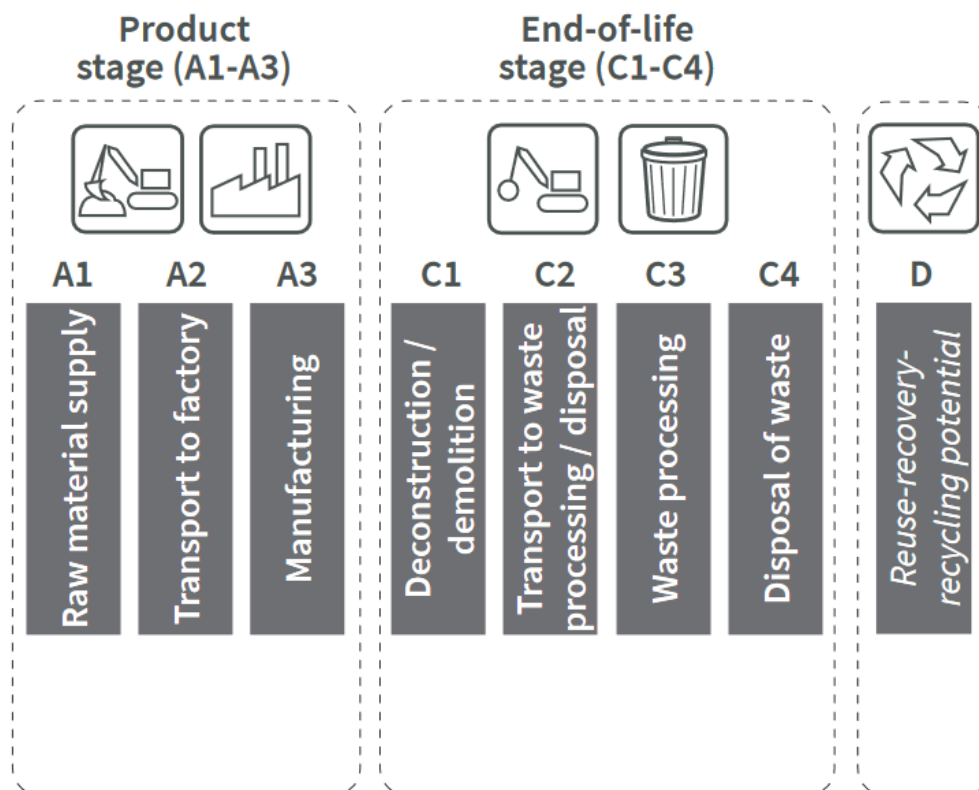 Product
stage (A1-A3)
End-of-life
stage (C1-C4)
A1
A2
A3
C1
C2
C3
C4
D
Raw material supply
Transport to factory
Manufacturing
Deconstruction /
demolition
Transport to waste
processing / disposal
Waste processing
Disposal of waste
Reuse-recovery-
recycling potential